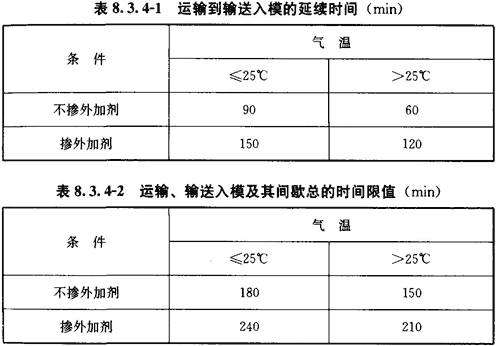 表 8.3.4-1 运输到输送入模的延续时间（min）
条 件
气 温
≤25℃ >25℃
不掺外加剂 90 60
掺外加剂 150 120
表 8.3.4-2 运输、输送入模及其间歇总的时间限值（min）
条 件
气 温
≤25℃ >25℃
不掺外加剂 180 150
掺外加剂 240 210